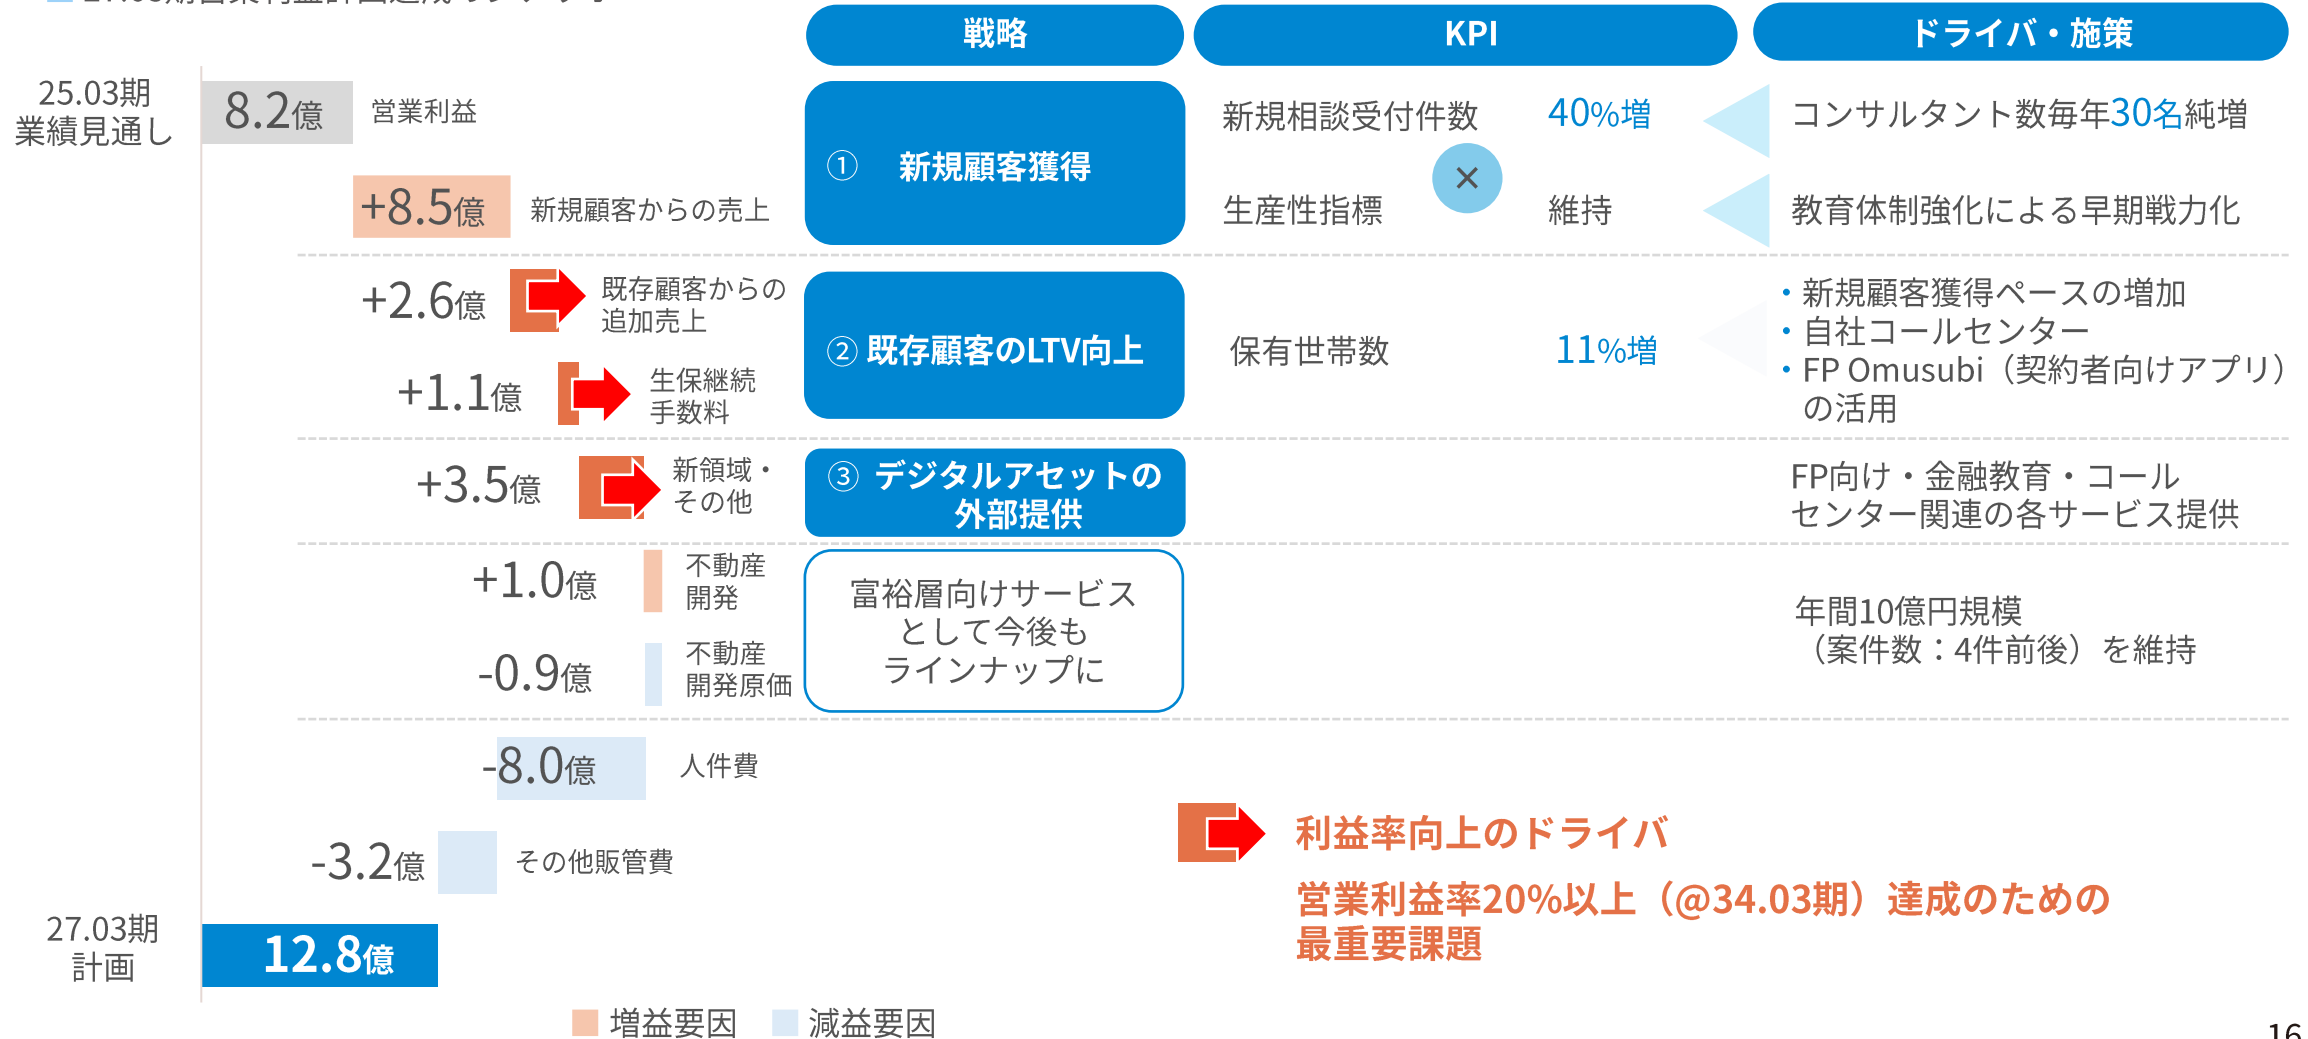 戦略
KPI
ドライバ・施策
25.03期
業績見通し
8.2億
営業利益
+8.5億
新規顧客からの売上
① 新規顧客獲得
新規相談受付件数
40%増
×
生産性指標
維持
コンサルタント数毎年30名純増
教育体制強化による早期戦力化
+2.6億
既存顧客からの
追加売上
+1.1億
生保継続
手数料
② 既存顧客のLTV向上
保有世帯数
11%増
・新規顧客獲得ペースの増加
・自社コールセンター
・FP Omusubi（契約者向けアプリ）
の活用
+3.5億
新領域・
その他
③ デジタルアセットの
外部提供
FP向け・金融教育・コール
センター関連の各サービス提供
+1.0億
不動産
開発
-0.9億
不動産
開発原価
富裕層向けサービス
として今後も
ラインナップに
年間10億円規模
（案件数：4件前後）を維持
-8.0億
人件費
-3.2億
その他販管費
27.03期
計画
12.8億
利益率向上のドライバ
営業利益率20%以上（@34.03期）達成のための
最重要課題
増益要因
減益要因
16